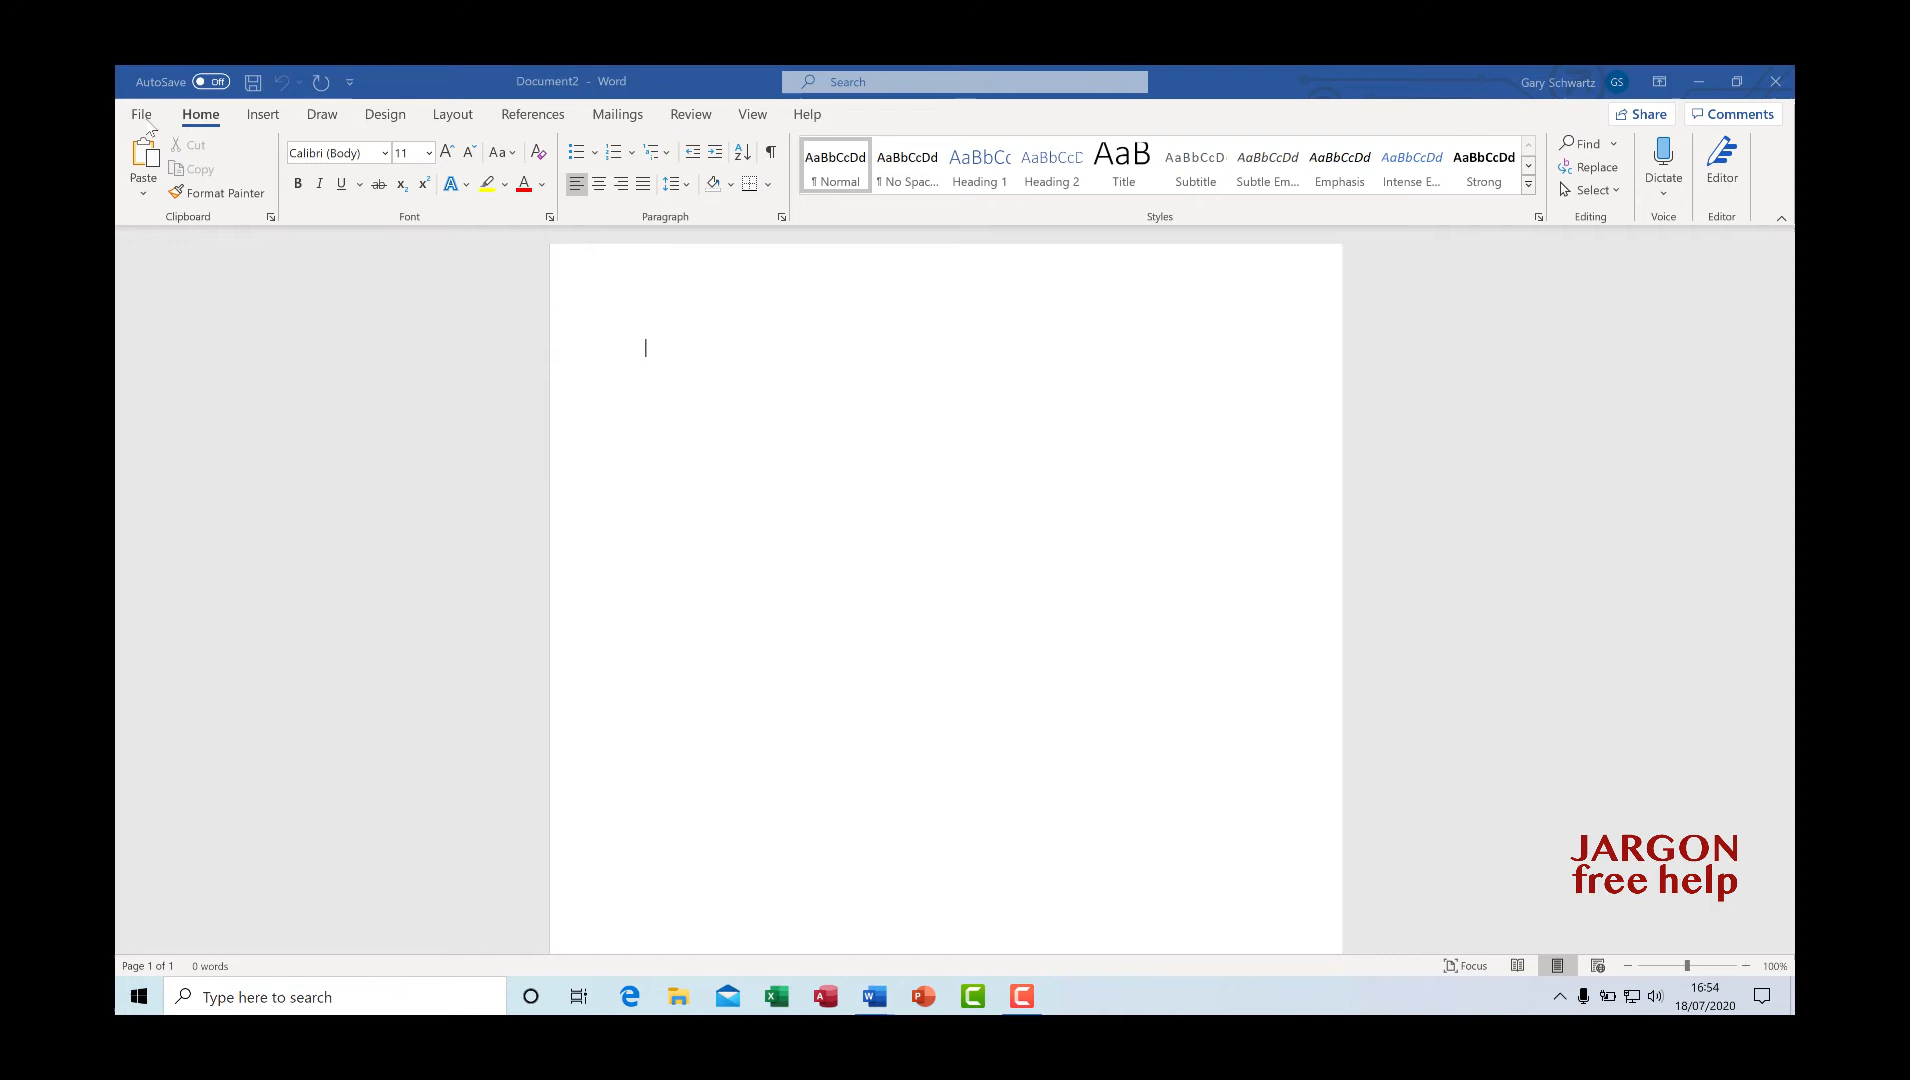 AutoSave Off Document2 - Word Search Gary Schwartz GS
File Home Insert Draw Design Layout References Mailings Review View Help Share Comments
Paste
Cut
Copy
Format Painter
Clipboard
Calibri (Body) 11 Aa
B I U ab x₂ x² A A
Font
Paragraph
AaBbCcDd AaBbCcDd AaBbCc AaBbCcD AaB AaBbCcD AaBbCcDd AaBbCcDd AaBbCcDd AaBbCcDd
¶ Normal ¶ No Spac... Heading 1 Heading 2 Title Subtitle Subtle Em... Emphasis Intense E... Strong
Styles
Find
Replace
Select
Editing
Dictate
Voice
Editor
Editor
JARGON
free help
Page 1 of 1 0 words Focus 100%
Type here to search
16:54
18/07/2020